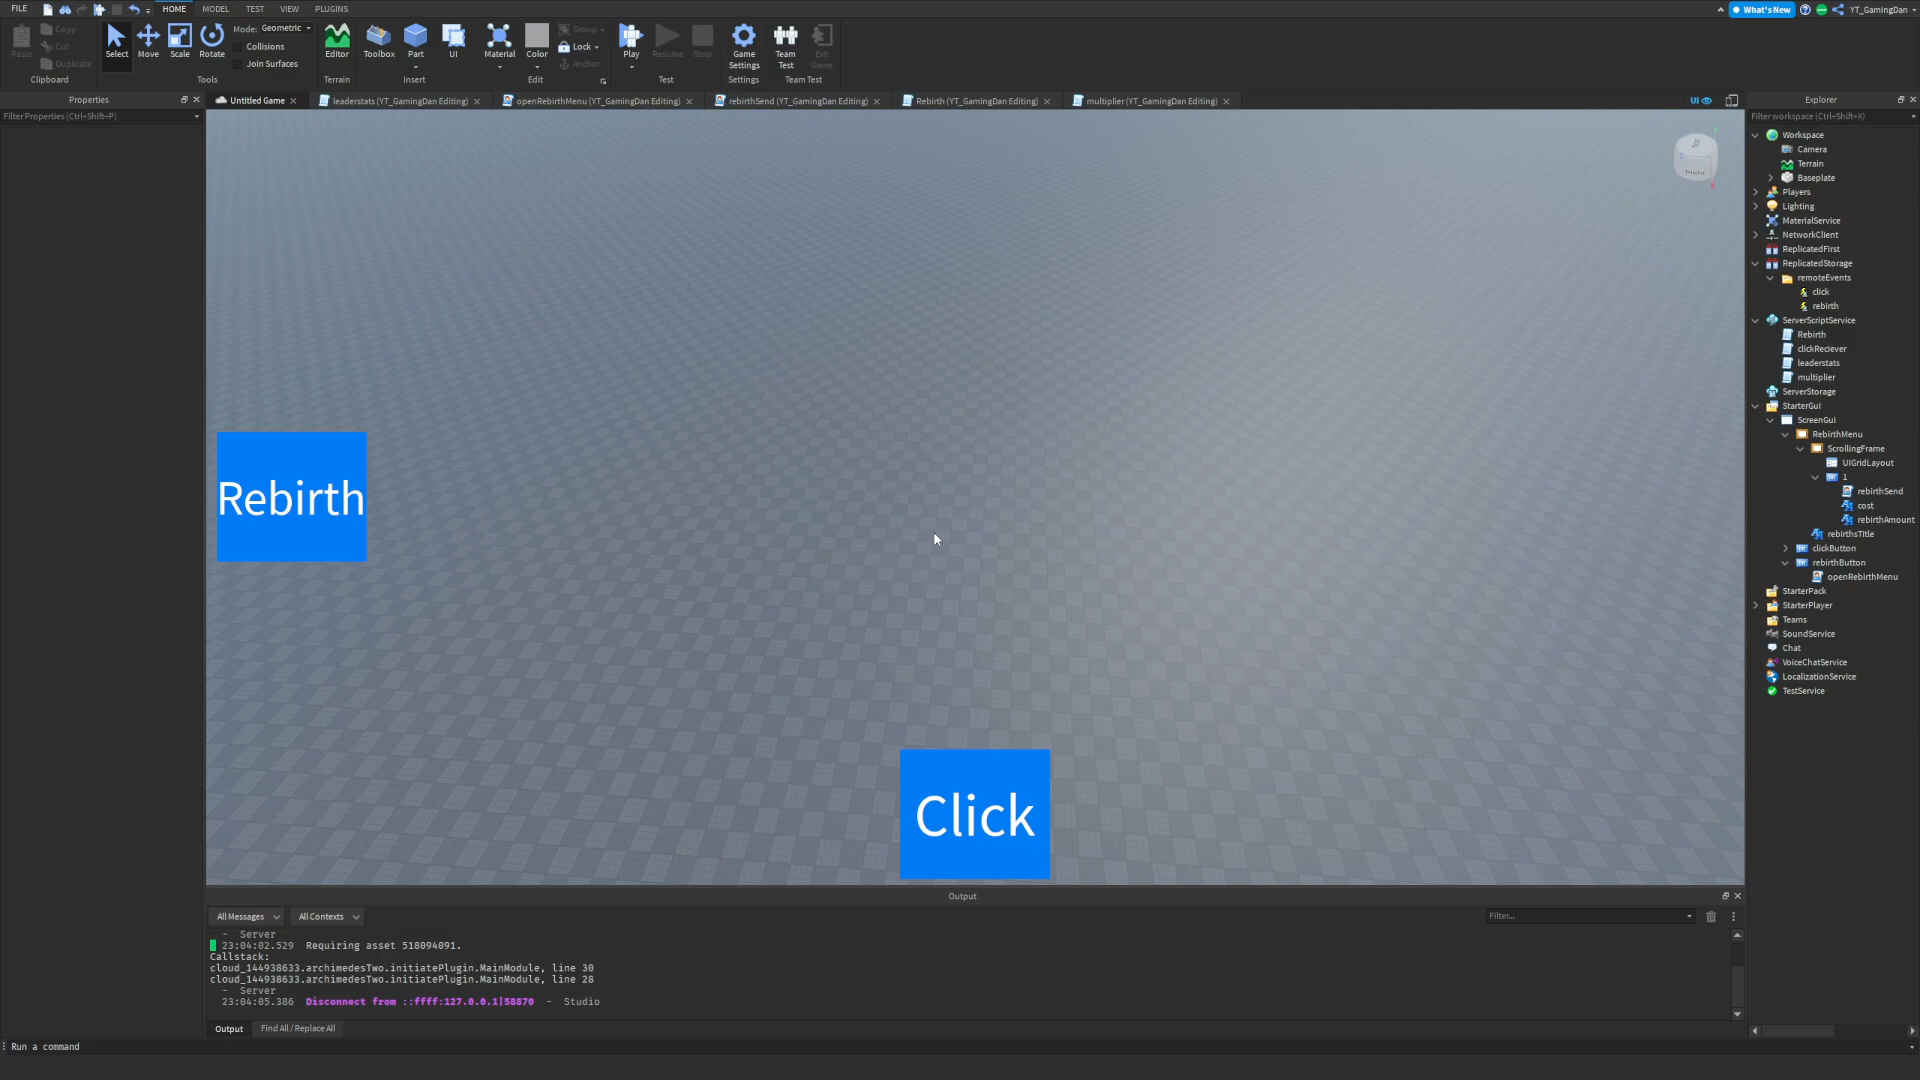 FILE HOME MODEL TEST VIEW PLUGINS What's New YT_GamingDan
Paste Copy Cut Duplicate Select Move Scale Rotate Mode: Geometric Collisions Join Surfaces Editor Toolbox Part UI Material Color Group Lock Anchor Play Resume Stop Game Settings Team Test Exit Game
Clipboard Tools Terrain Insert Edit Test Settings Team Test
Properties
Filter Properties (Ctrl+Shift+P)
Untitled Game leaderstats (YT_GamingDan Editing) openRebirthMenu (YT_GamingDan Editing) rebirthSend (YT_GamingDan Editing) Rebirth (YT_GamingDan Editing) multiplier (YT_GamingDan Editing) UI
Rebirth
Click
Explorer
Filter workspace (Ctrl+Shift+X)
Workspace
Camera
Terrain
Baseplate
Players
Lighting
MaterialService
NetworkClient
ReplicatedFirst
ReplicatedStorage
remoteEvents
click
rebirth
ServerScriptService
Rebirth
clickReciever
leaderstats
multiplier
ServerStorage
StarterGui
ScreenGui
RebirthMenu
ScrollingFrame
UIGridLayout
1
rebirthSend
cost
rebirthAmount
rebirthsTitle
clickButton
rebirthButton
openRebirthMenu
StarterPack
StarterPlayer
Teams
SoundService
Chat
VoiceChatService
LocalizationService
TestService
Output
All Messages All Contexts Filter...
- Server
23:04:02.529 Requiring asset 518094091.
Callstack:
cloud_144938633.archimedesTwo.initiatePlugin.MainModule, line 30
cloud_144938633.archimedesTwo.initiatePlugin.MainModule, line 28
- Server
23:04:05.386 Disconnect from ::ffff:127.0.0.1|58870 - Studio
Output Find All / Replace All
Run a command